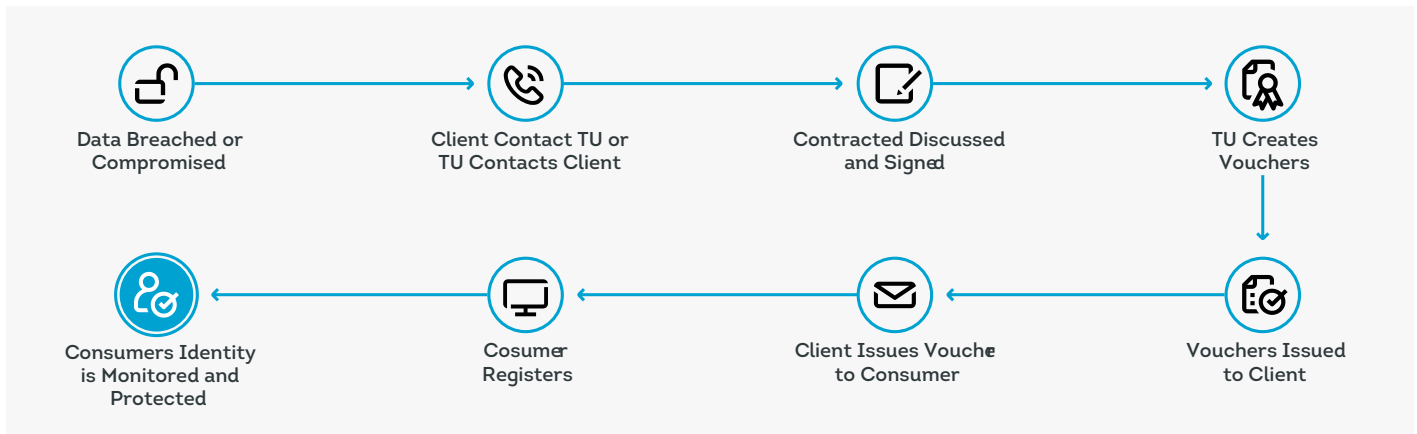 Data Breached or
Compromised
Client Contact TU or
TU Contacts Client
Contracted Discussed
and Signed
TU Creates
Vouchers
Consumers Identity
is Monitored and
Protected
Cosumer
Registers
Client Issues Voucher
to Consumer
Vouchers Issued
to Client